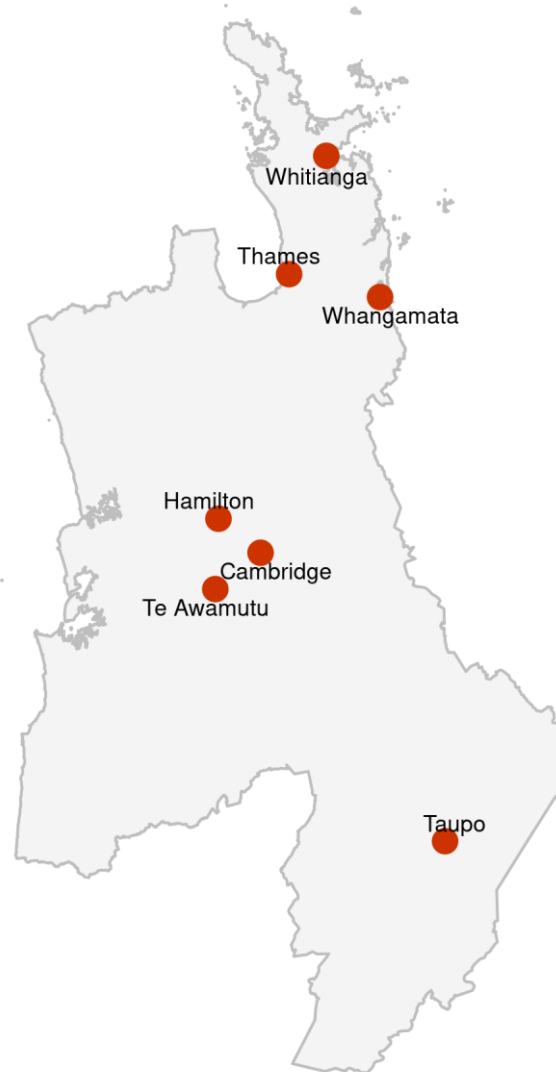 Whitianga
Thames
Whangamata
Hamilton
Cambridge
Te Awamutu
Taupo